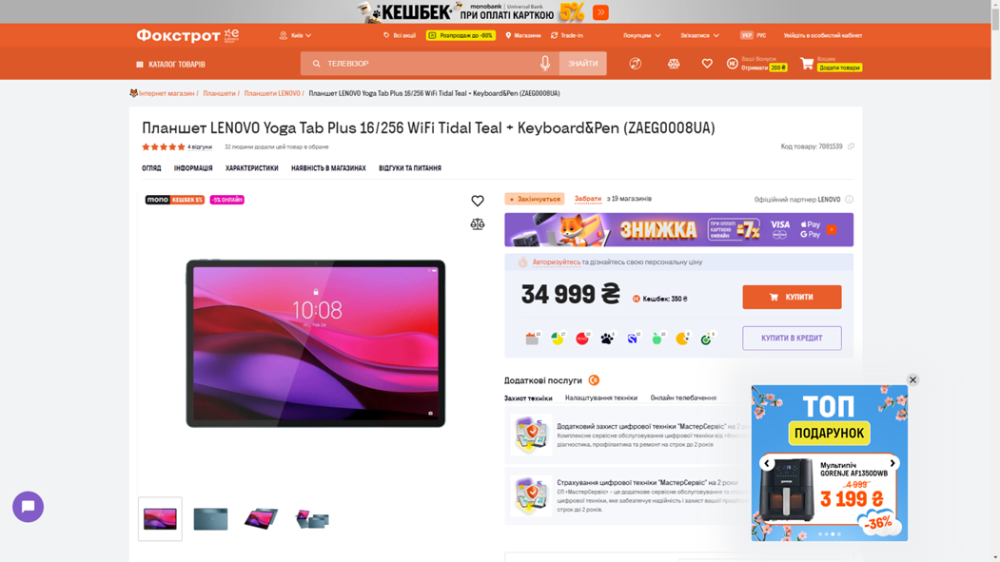 КЕШБЕК monobank | Universal Bank ПРИ ОПЛАТІ КАРТКОЮ 5%
Фокстрот
Київ
Всі акції
Розпродаж до -80%
Магазини
Trade-in
Покупцям
Зв'язатися
УКР РУС
Увійдіть в особистий кабінет
КАТАЛОГ ТОВАРІВ
ТЕЛЕВІЗОР
ЗНАЙТИ
Ваші бонуси
Отримати 200 ₴
Кошик
Додати товари
Інтернет магазин / Планшети / Планшети LENOVO / Планшет LENOVO Yoga Tab Plus 16/256 WiFi Tidal Teal + Keyboard&Pen (ZAEG0008UA)
Планшет LENOVO Yoga Tab Plus 16/256 WiFi Tidal Teal + Keyboard&Pen (ZAEG0008UA)
4 відгуки 32 людини додали цей товар в обране
Код товару: 7081539
ОГЛЯД ІНФОРМАЦІЯ ХАРАКТЕРИСТИКИ НАЯВНІСТЬ В МАГАЗИНАХ ВІДГУКИ ТА ПИТАННЯ
mono КЕШБЕК 5% -5% ОНЛАЙН
10:08
Закінчується Забрати з 19 магазинів
Офіційний партнер LENOVO
ЗНИЖКА ПРИ ОПЛАТІ КАРТКОЮ ОНЛАЙН -7% VISA Pay G Pay
Авторизуйтесь та дізнайтесь свою персональну ціну
34 999 ₴ Кешбек: 350 ₴
КУПИТИ
КУПИТИ В КРЕДИТ
Додаткові послуги
Захист техніки Налаштування техніки Онлайн телебачення
Додатковий захист цифрової техніки "МастерСервіс" на 2 ро
Комплексне сервісне обслуговування цифрової техніки від
діагностика, профілактика та ремонт на строк до 2 років
Страхування цифрової техніки "МастерСервіс" на 2 роки
СП «МастерСервіс» – це додаткове сервісне обслуговування та
цифрової техніки, яке забезпечує надійність і захист вашої
строк до 2 років.
ТОП
ПОДАРУНОК
Мультипіч
GORENJE AF1350DWB
4 999
3 199 ₴
-36%